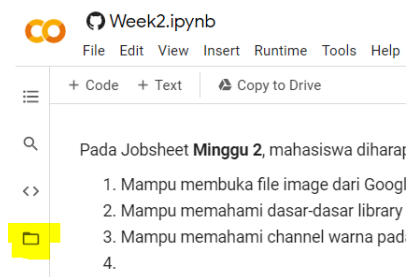 Week2.ipynb
File Edit View Insert Runtime Tools Help
+ Code + Text Copy to Drive
Pada Jobsheet Minggu 2, mahasiswa diharap
1. Mampu membuka file image dari Googl
2. Mampu memahami dasar-dasar library
3. Mampu memahami channel warna pada
4.